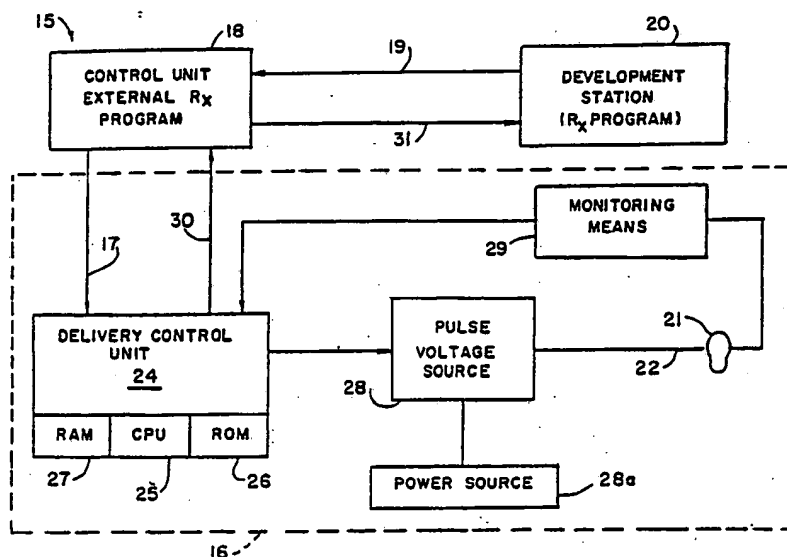 15
18
CONTROL UNIT
EXTERNAL Rx
PROGRAM
19
31
20
DEVELOPMENT
STATION
(Rx PROGRAM)
17
30
MONITORING
MEANS
29
DELIVERY CONTROL
UNIT
24
RAM CPU ROM
27 25 26
PULSE
VOLTAGE
SOURCE
28
21
22
POWER SOURCE
28a
16